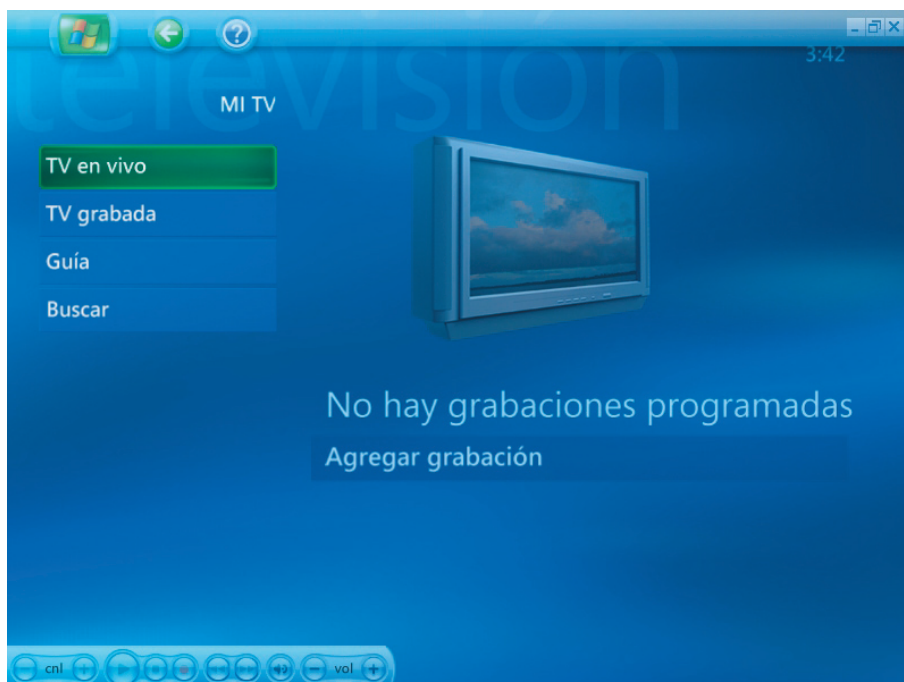 televisión
3:42
MI TV
TV en vivo
TV grabada
Guía
Buscar
No hay grabaciones programadas
Agregar grabación
cnl
vol